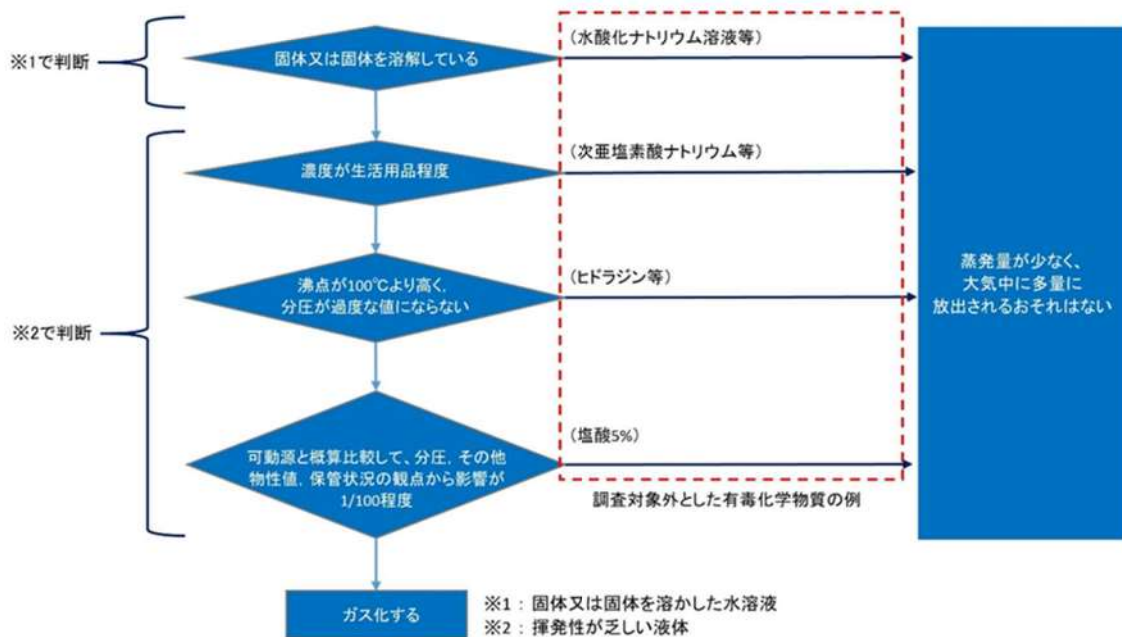 ※1で判断
固体又は固体を溶解している
(水酸化ナトリウム溶液等)
濃度が生活用品程度
(次亜塩素酸ナトリウム等)
沸点が100℃より高く,
分圧が過度な値にならない
(ヒドラジン等)
蒸発量が少なく、
大気中に多量に
放出されるおそれはない
※2で判断
可動源と概算比較して、分圧，その他
物性値，保管状況の観点から影響が
1/100程度
(塩酸5%)
調査対象外とした有毒化学物質の例
ガス化する
※1：固体又は固体を溶かした水溶液
※2：揮発性が乏しい液体